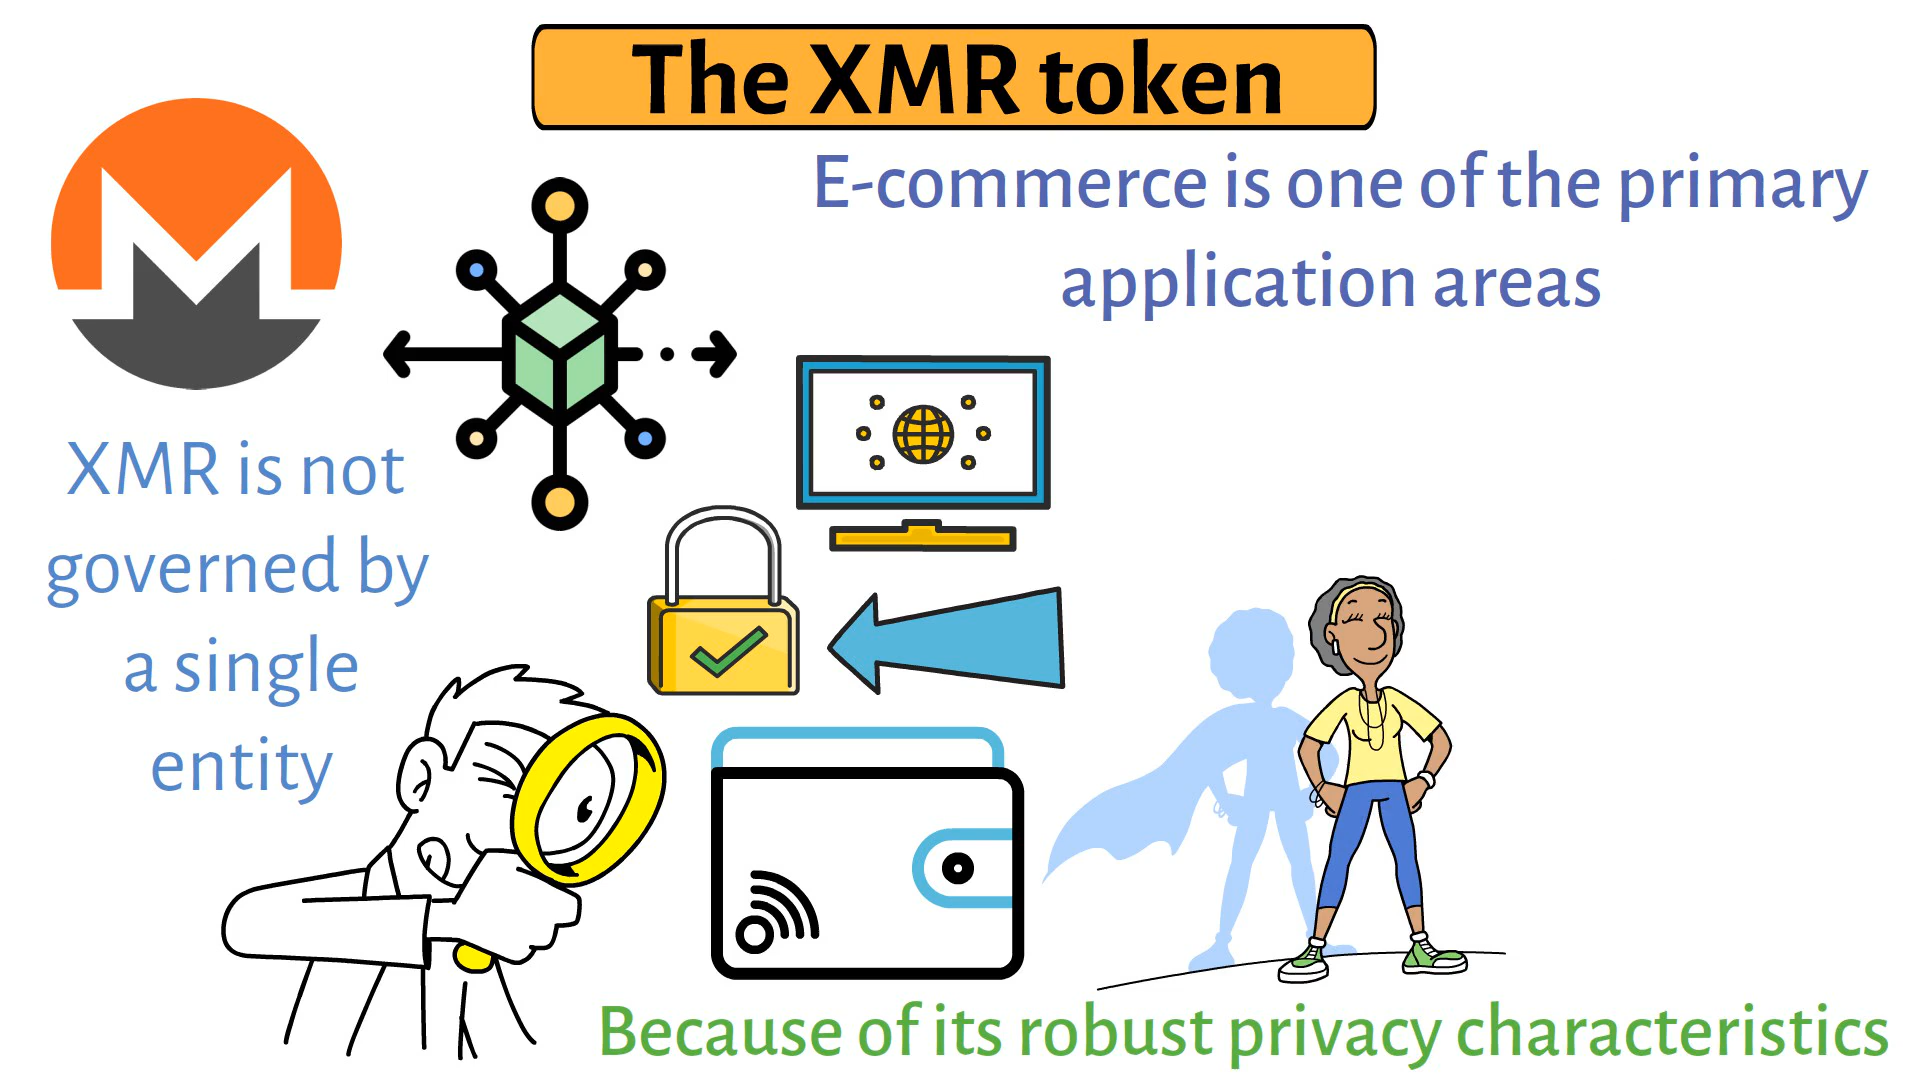 The XMR token
E-commerce is one of the primary
application areas
XMR is not
governed by
a single
entity
Because of its robust privacy characteristics